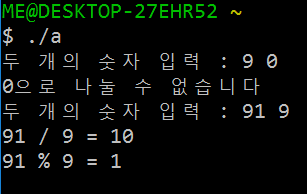 ME@DESKTOP-27EHR52 ~
$ ./a
두 개의 숫자 입력 : 9 0
0으로 나눌 수 없습니다
두 개의 숫자 입력 : 91 9
91 / 9 = 10
91 % 9 = 1